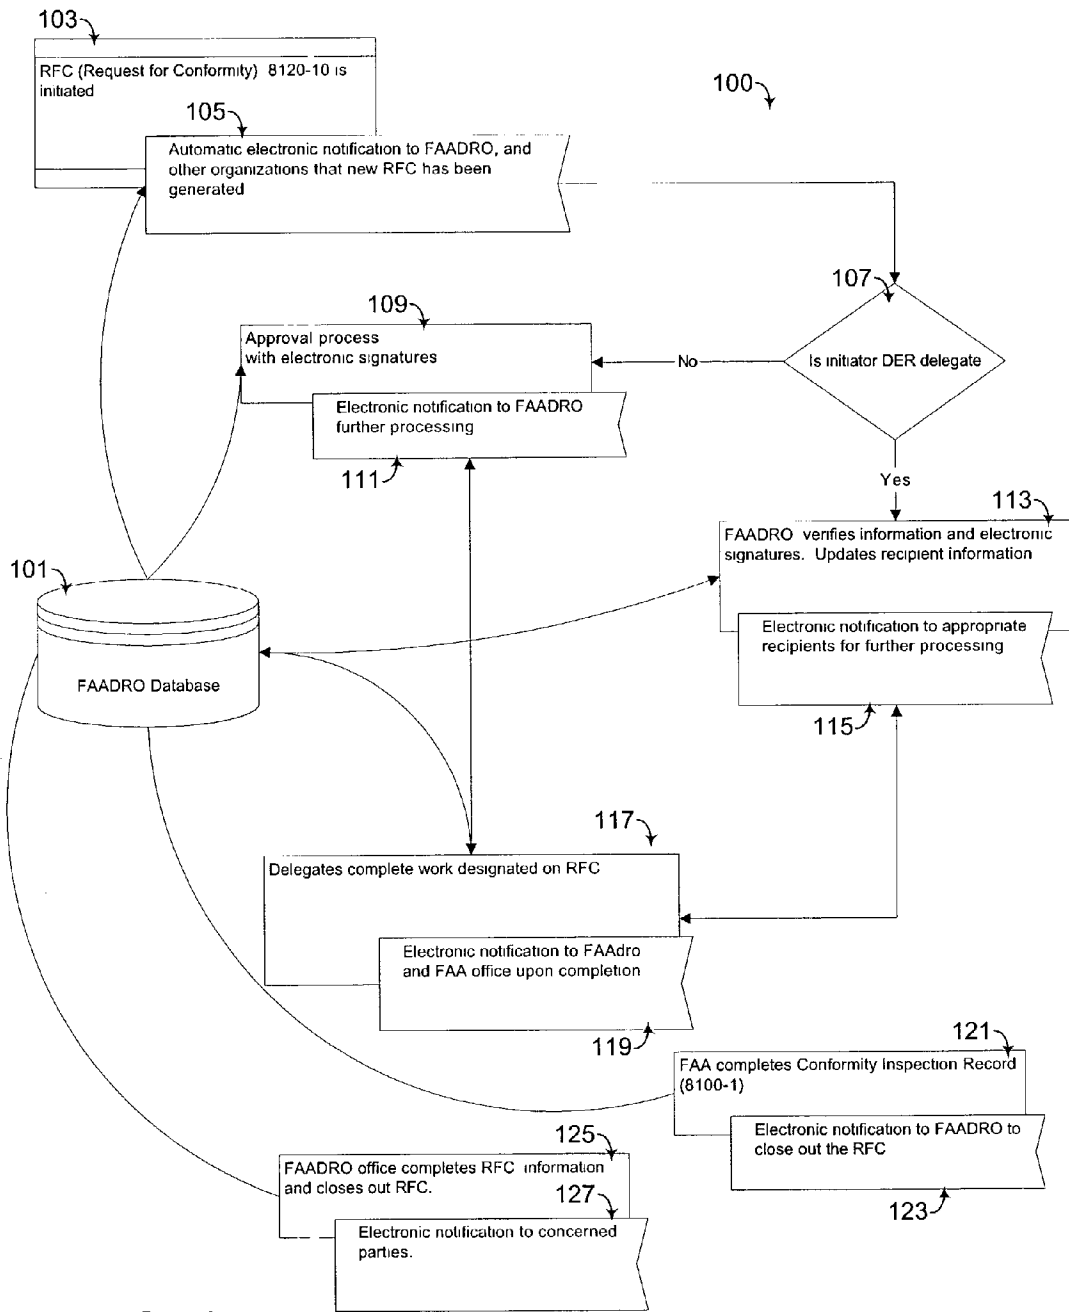 103
RFC (Request for Conformity) 8120-10 is
initiated
100
105
Automatic electronic notification to FAADRO, and
other organizations that new RFC has been
generated
107
Is initiator DER delegate
No
Yes
109
Approval process
with electronic signatures
Electronic notification to FAADRO
further processing
111
113
FAADRO verifies information and electronic
signatures. Updates recipient information
Electronic notification to appropriate
recipients for further processing
115
101
FAADRO Database
117
Delegates complete work designated on RFC
Electronic notification to FAAdro
and FAA office upon completion
119
121
FAA completes Conformity Inspection Record
(8100-1)
Electronic notification to FAADRO to
close out the RFC
123
125
FAADRO office completes RFC information
and closes out RFC.
127
Electronic notification to concerned
parties.